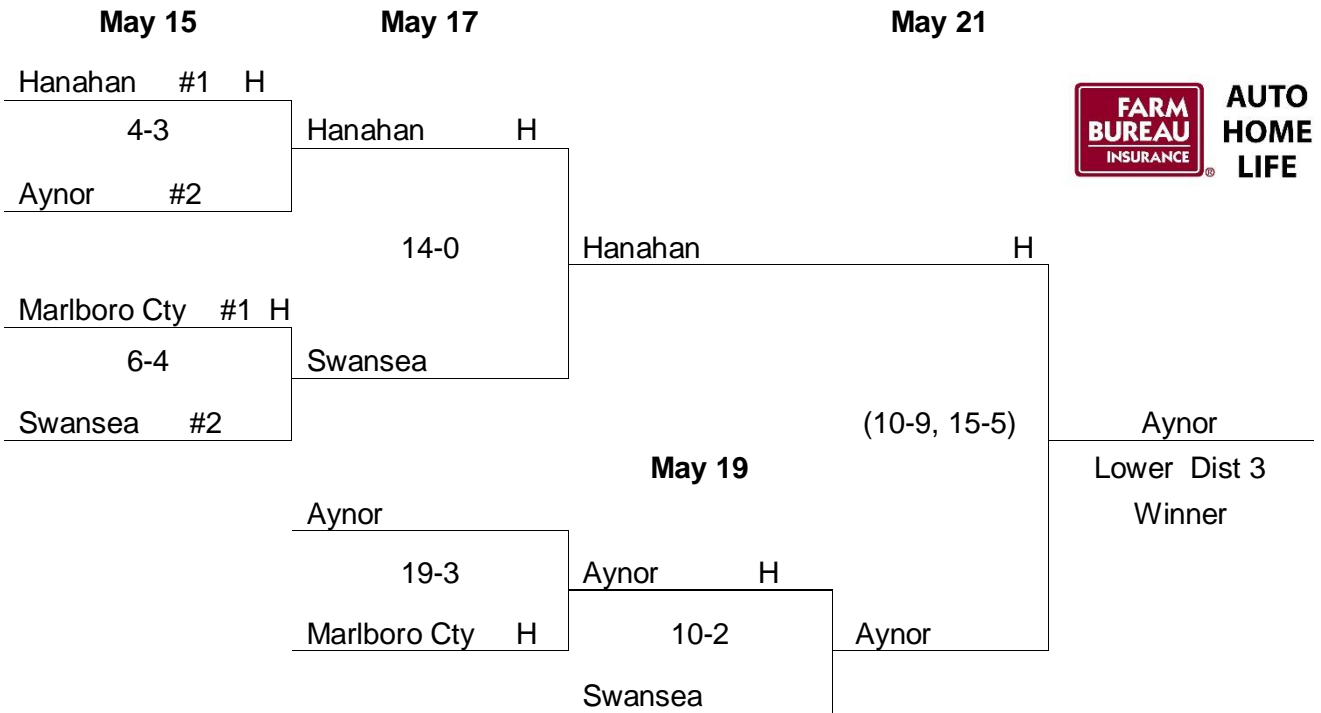 May 15 May 17 May 21
Hanahan #1 H
FARM BUREAU INSURANCE ®
AUTO HOME LIFE
4-3
Hanahan H
Aynor #2
14-0
Hanahan H
Marlboro Cty #1 H
6-4
Swansea
Swansea #2
(10-9, 15-5)
Aynor
May 19
Lower Dist 3
Winner
Aynor
19-3
Aynor H
Marlboro Cty H
10-2
Aynor
Swansea